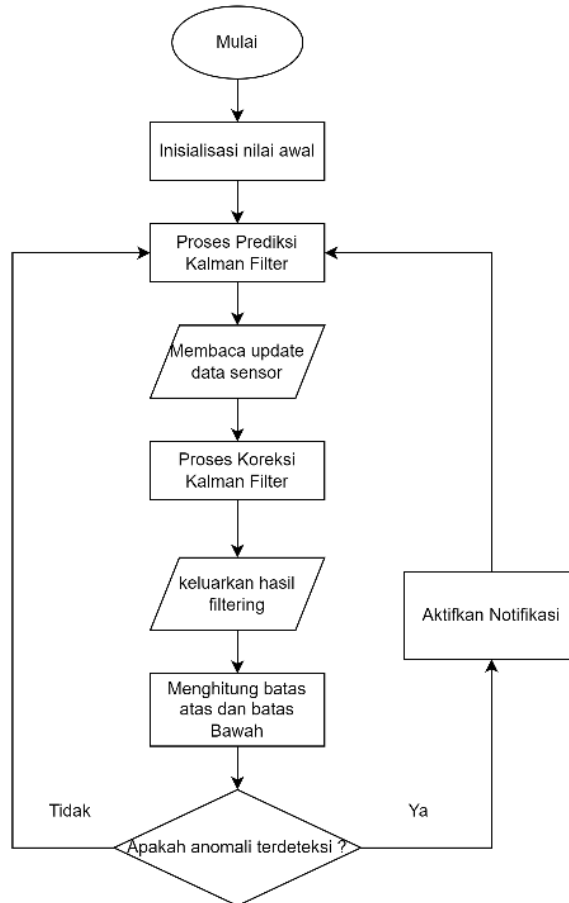 Mulai
Inisialisasi nilai awal
Proses Prediksi
Kalman Filter
Membaca update
data sensor
Proses Koreksi
Kalman Filter
keluarkan hasil
filtering
Aktifkan Notifikasi
Menghitung batas
atas dan batas
Bawah
Tidak
Ya
Apakah anomali terdeteksi ?